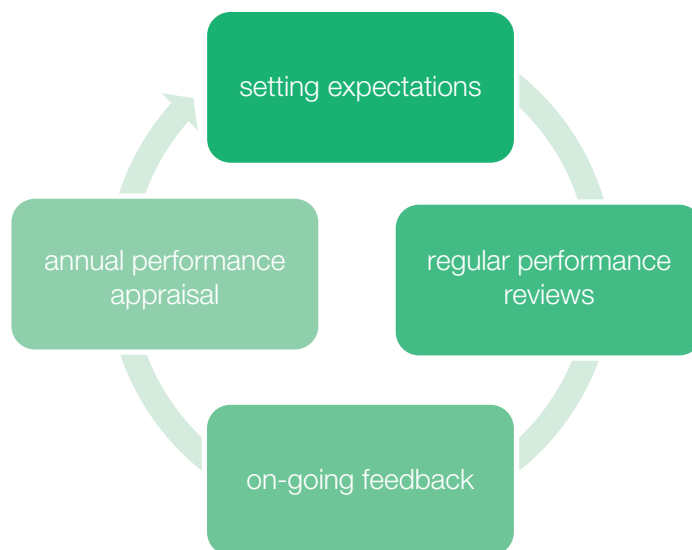 setting expectations
regular performance
reviews
on-going feedback
annual performance
appraisal